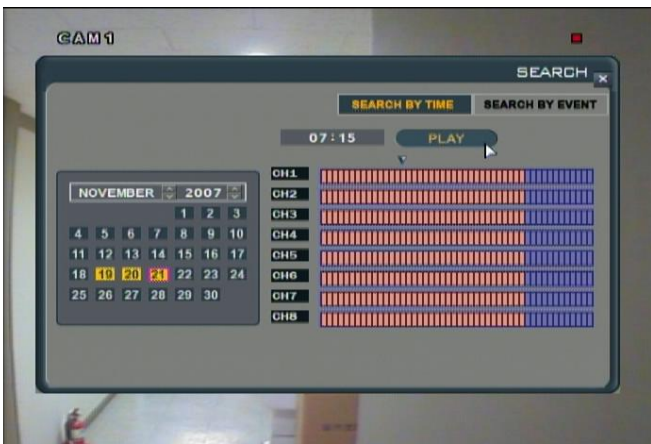 CAM 1
SEARCH
SEARCH BY TIME SEARCH BY EVENT
07:15 PLAY
NOVEMBER 2007
1 2 3
4 5 6 7 8 9 10
11 12 13 14 15 16 17
18 19 20 21 22 23 24
25 26 27 28 29 30
CH1
CH2
CH3
CH4
CH5
CH6
CH7
CH8